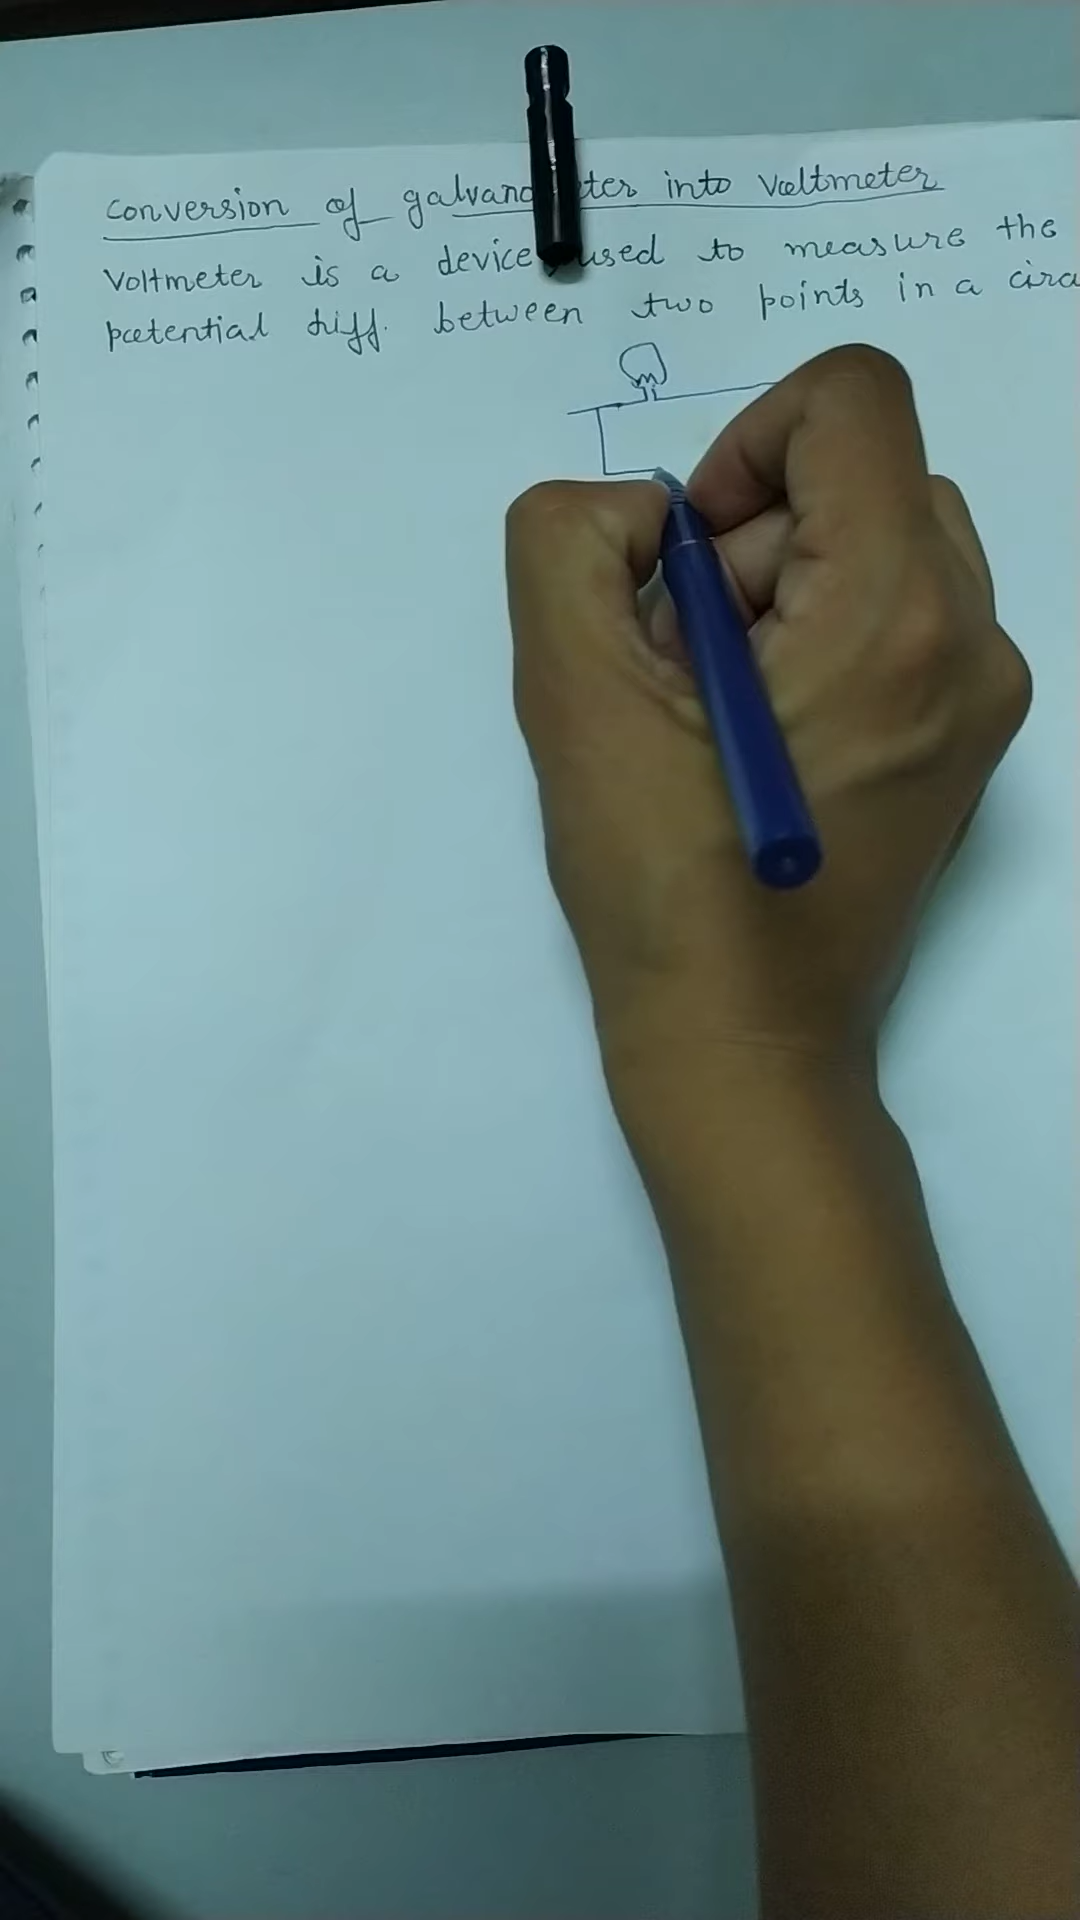 Conversion of galvano ter into Voltmeter
Voltmeter is a device, used to measure the
potential diff. between two points in a circu